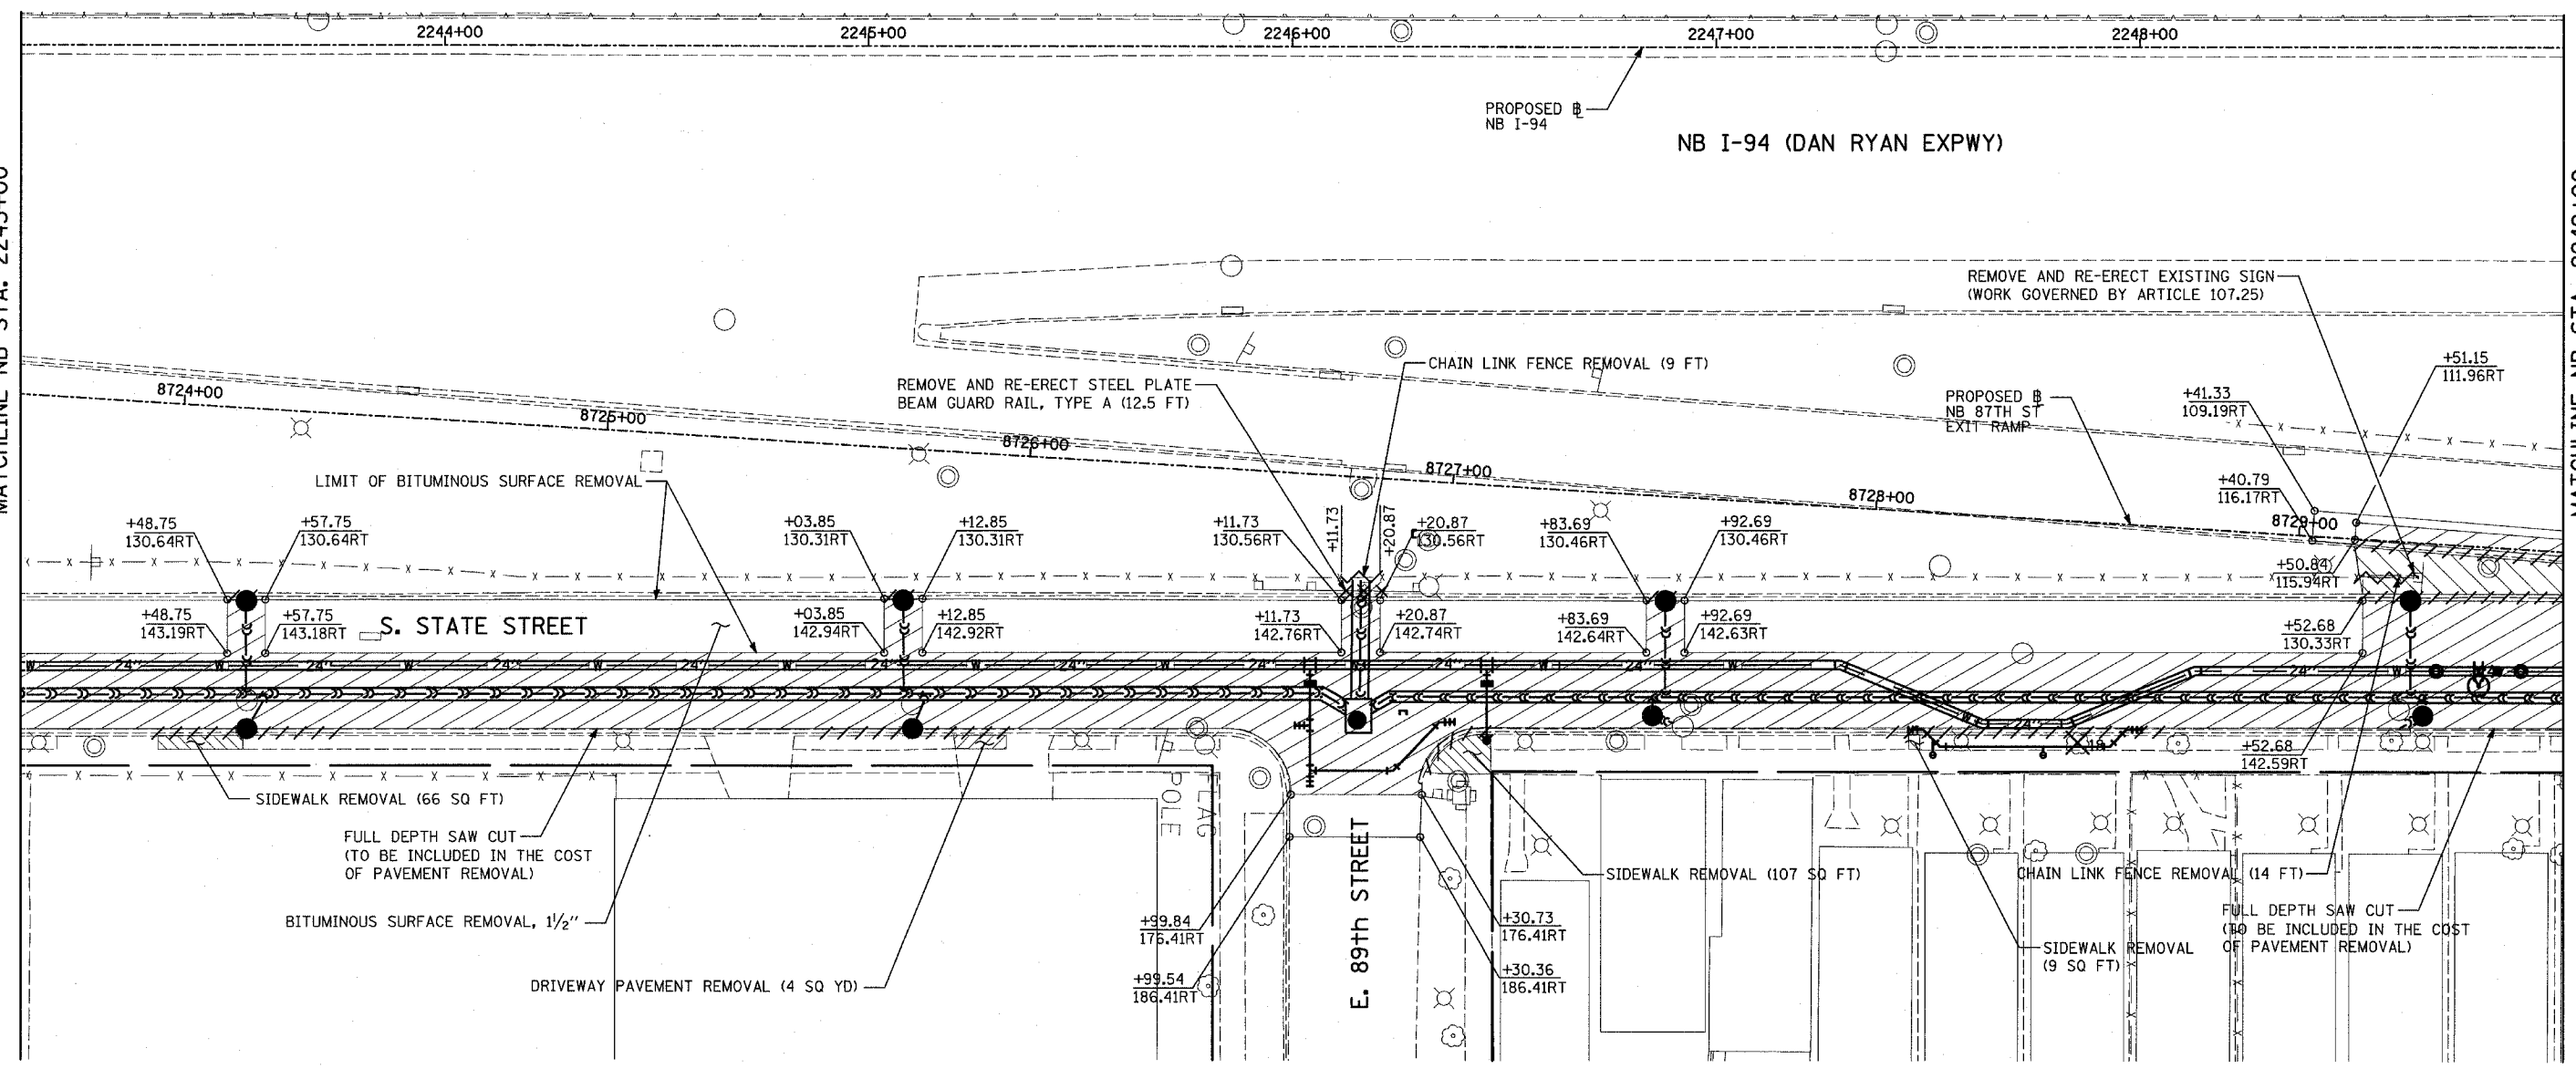 2244+00
2245+00
2246+00
2247+00
2248+00
PROPOSED ℄
NB I-94
NB I-94 (DAN RYAN EXPWY)
REMOVE AND RE-ERECT EXISTING SIGN
(WORK GOVERNED BY ARTICLE 107.25)
CHAIN LINK FENCE REMOVAL (9 FT)
REMOVE AND RE-ERECT STEEL PLATE
BEAM GUARD RAIL, TYPE A (12.5 FT)
+51.15
111.96RT
+41.33
109.19RT
PROPOSED ℄
NB 87TH ST
EXIT RAMP
8724+00
8725+00
8726+00
8727+00
8728+00
8729+00
LIMIT OF BITUMINOUS SURFACE REMOVAL
+40.79
116.17RT
+48.75
130.64RT
+57.75
130.64RT
+03.85
130.31RT
+12.85
130.31RT
+11.73
130.56RT
+11.73
+20.87
+20.87
130.56RT
+83.69
130.46RT
+92.69
130.46RT
+50.84
115.94RT
+48.75
143.19RT
+57.75
143.18RT
S. STATE STREET
+03.85
142.94RT
+12.85
142.92RT
+11.73
142.76RT
+20.87
142.74RT
+83.69
142.64RT
+92.69
142.63RT
+52.68
130.33RT
W 24" W 24" W 24" W 24" W 24" W 24" W 24" W 24" W
24"
+52.68
142.59RT
SIDEWALK REMOVAL (66 SQ FT)
FLAG
POLE
FULL DEPTH SAW CUT
(TO BE INCLUDED IN THE COST
OF PAVEMENT REMOVAL)
BITUMINOUS SURFACE REMOVAL, 1½"
DRIVEWAY PAVEMENT REMOVAL (4 SQ YD)
+99.84
176.41RT
+99.54
186.41RT
E. 89th STREET
+30.73
176.41RT
+30.36
186.41RT
SIDEWALK REMOVAL (107 SQ FT)
CHAIN LINK FENCE REMOVAL (14 FT)
SIDEWALK REMOVAL
(9 SQ FT)
FULL DEPTH SAW CUT
(TO BE INCLUDED IN THE COST
OF PAVEMENT REMOVAL)